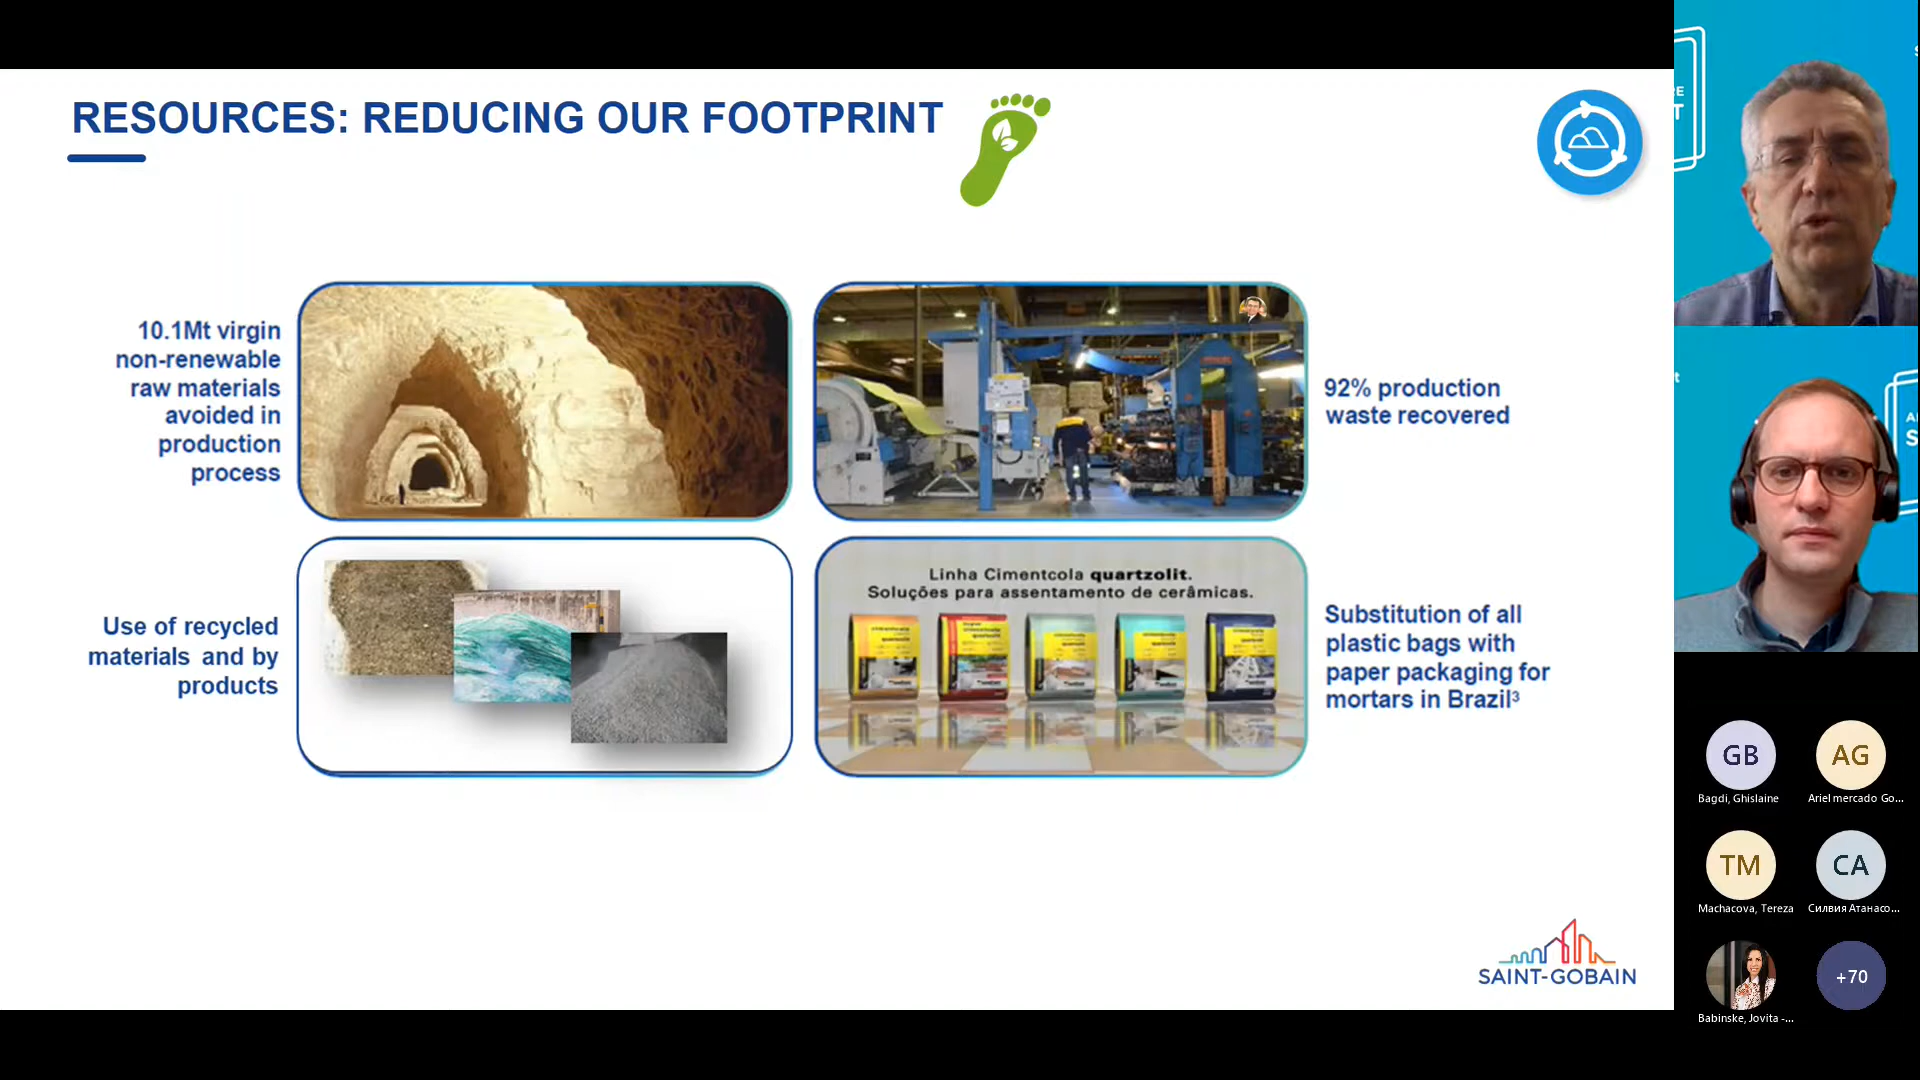 RESOURCES: REDUCING OUR FOOTPRINT
10.1Mt virgin
non-renewable
raw materials
avoided in
production
process
92% production
waste recovered
Use of recycled
materials and by
products
Linha Cimentcola quartzolit.
Soluções para assentamento de cerâmicas.
Substitution of all
plastic bags with
paper packaging for
mortars in Brazil³
SAINT-GOBAIN
GB
Bagdi, Ghislaine
AG
Ariel mercado Go...
TM
Machacova, Tereza
CA
Силвия Атанасо...
Babinske, Jovita -...
+70